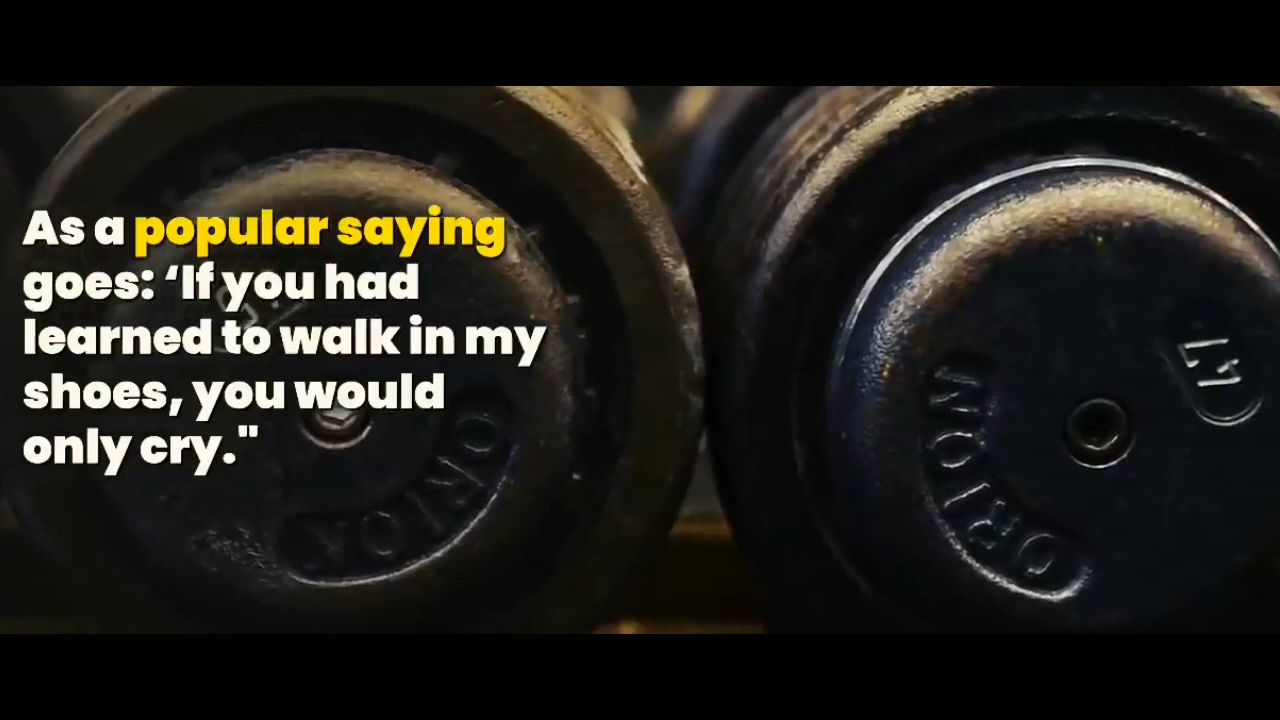 As a popular saying
goes: ‘If you had
learned to walk in my
shoes, you would
only cry."
ORION
ORION
47